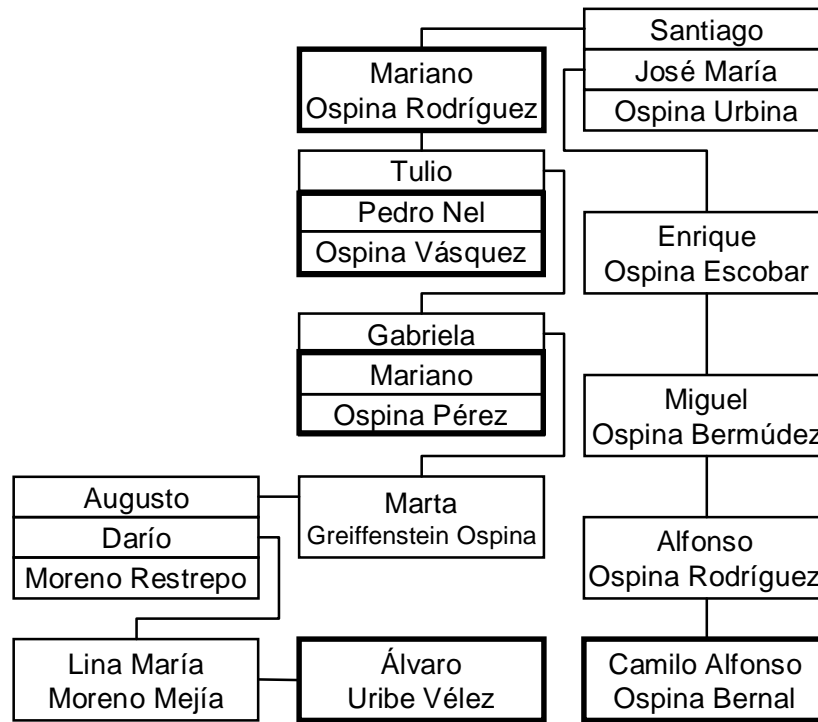 Santiago
José María
Ospina Urbina
Mariano
Ospina Rodríguez
Tulio
Pedro Nel
Ospina Vásquez
Enrique
Ospina Escobar
Gabriela
Mariano
Ospina Pérez
Miguel
Ospina Bermúdez
Augusto
Darío
Moreno Restrepo
Marta
Greiffenstein Ospina
Alfonso
Ospina Rodríguez
Lina María
Moreno Mejía
Álvaro
Uribe Vélez
Camilo Alfonso
Ospina Bernal